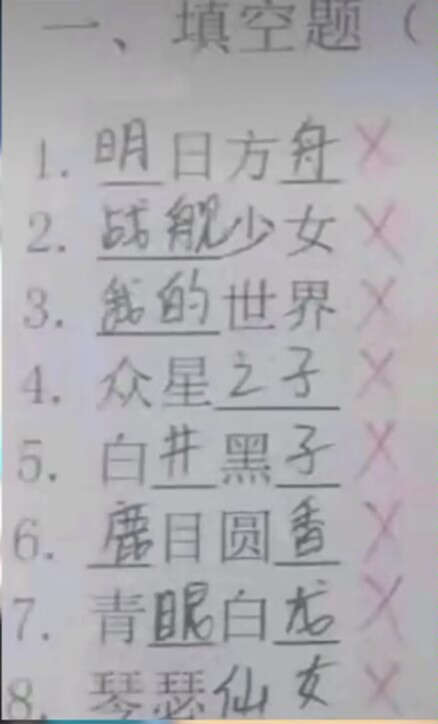 一、填空题（
1. 明日方舟
2. 战舰少女
3. 我的世界
4. 众星之子
5. 白井黑子
6. 鹿目圆香
7. 青眼白龙
8. 琴瑟仙女